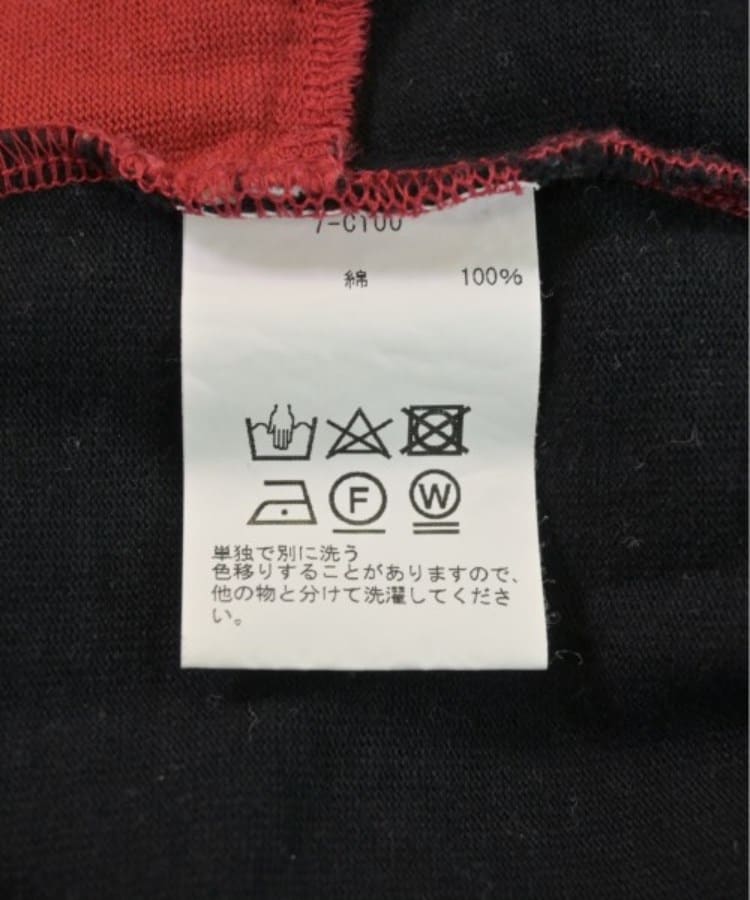 綿 100%
F W
単独で別に洗う
色移りすることがありますので、
他の物と分けて洗濯してくださ
い。